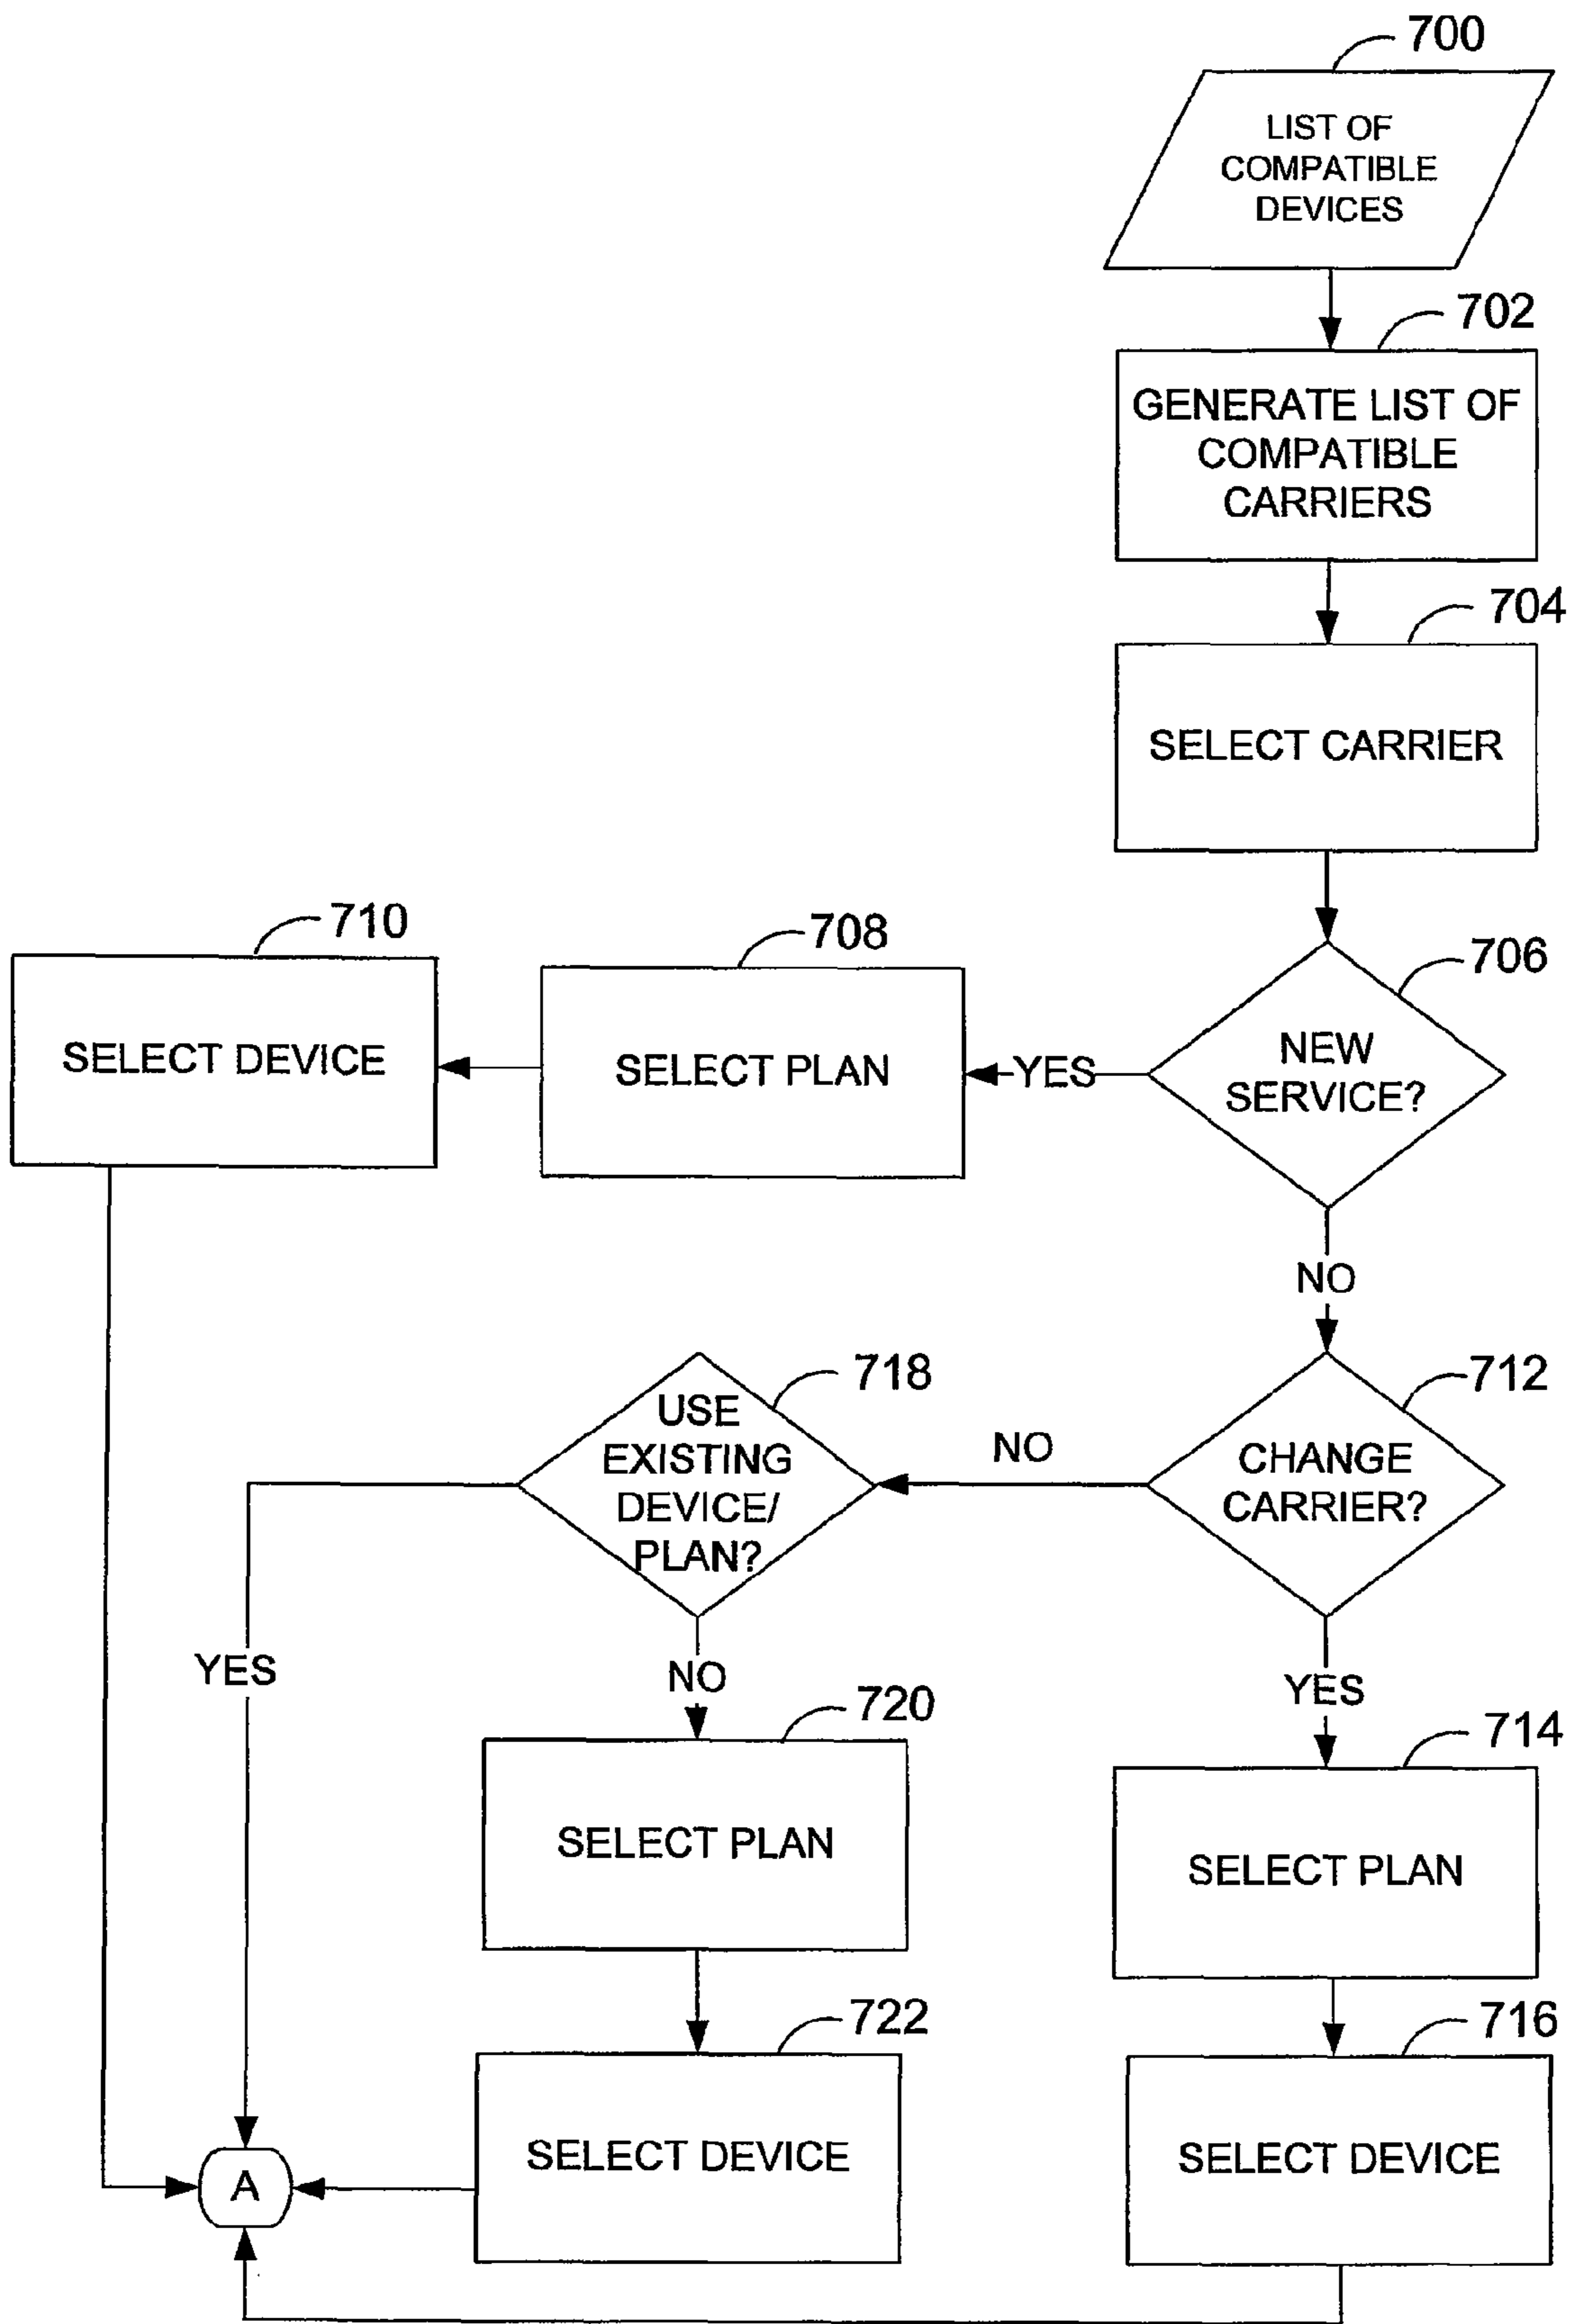 700
LIST OF
COMPATIBLE
DEVICES
702
GENERATE LIST OF
COMPATIBLE
CARRIERS
704
SELECT CARRIER
710
SELECT DEVICE
708
SELECT PLAN
YES
706
NEW
SERVICE?
NO
718
USE
EXISTING
DEVICE/
PLAN?
NO
712
CHANGE
CARRIER?
YES
NO
YES
720
SELECT PLAN
714
SELECT PLAN
722
SELECT DEVICE
716
SELECT DEVICE
A